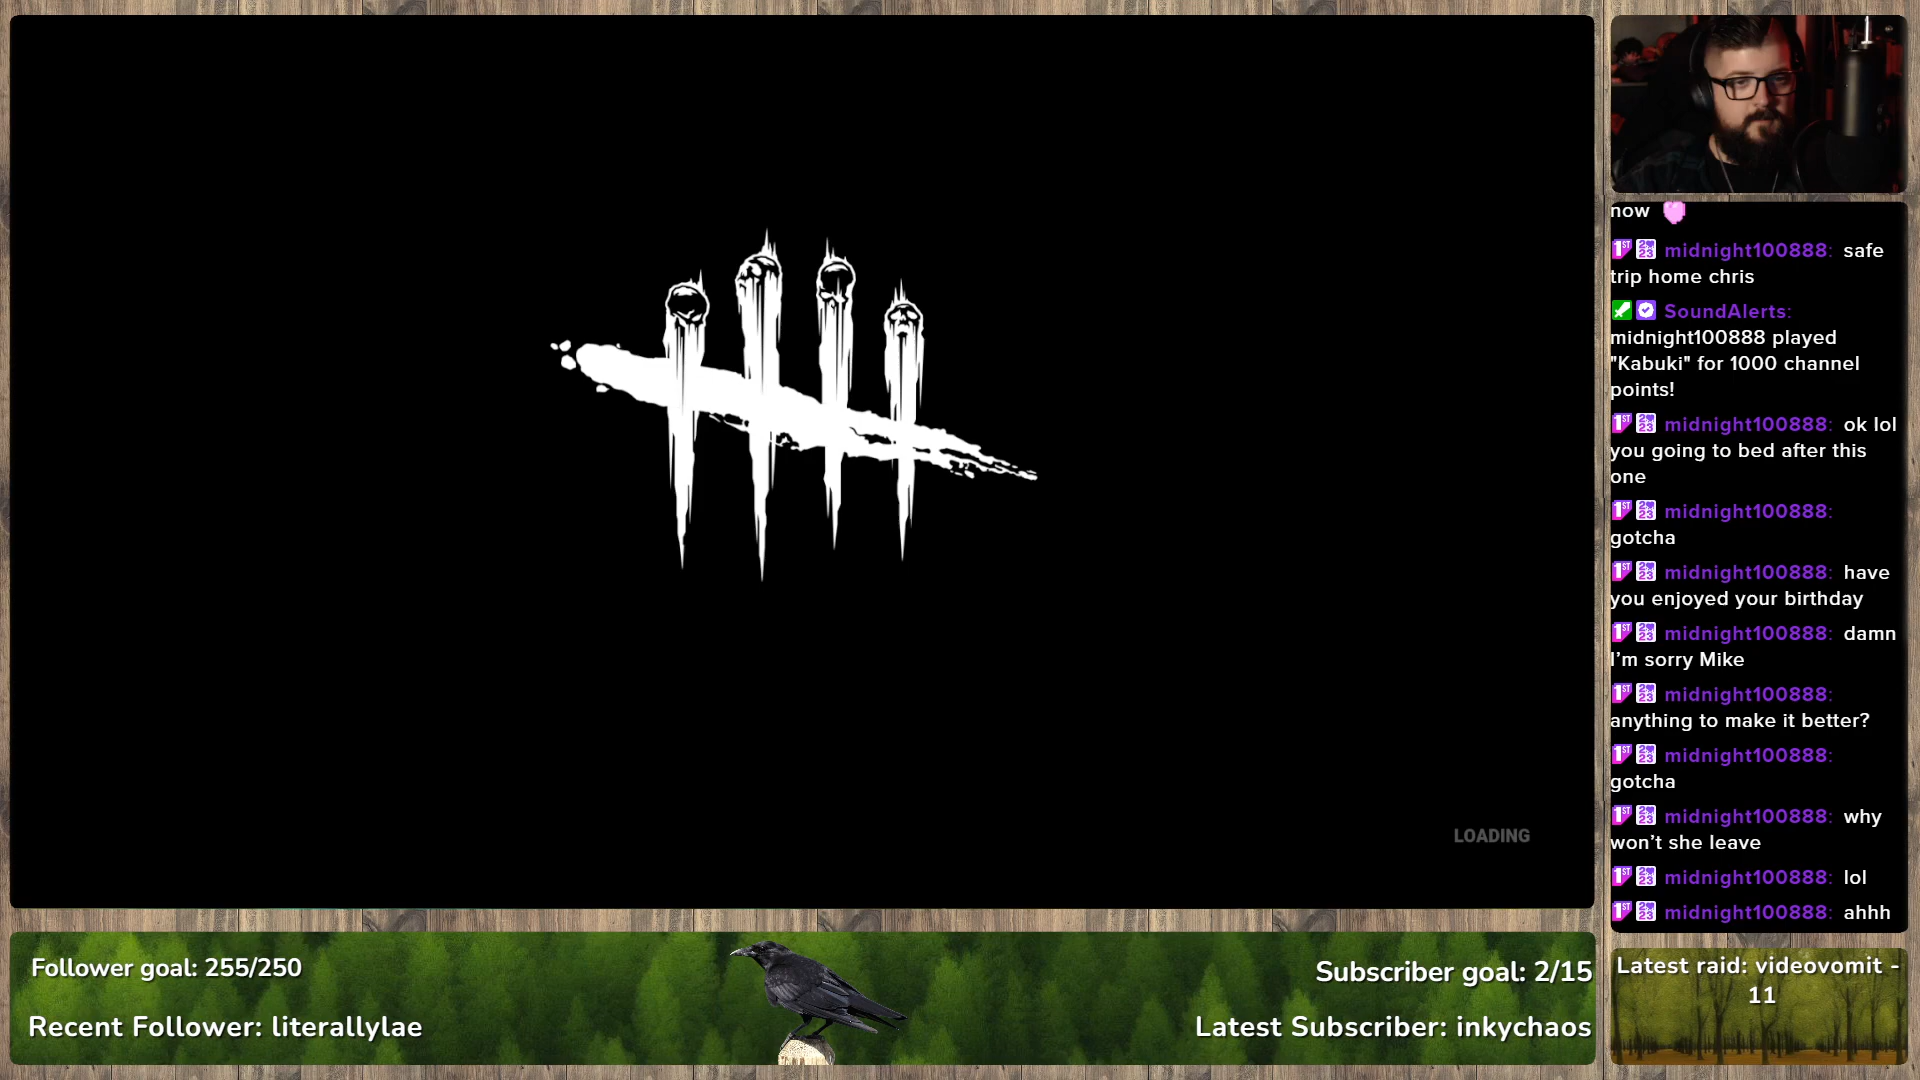 LOADING
now
midnight100888: safe
trip home chris
SoundAlerts:
midnight100888 played
"Kabuki" for 1000 channel
points!
midnight100888: ok lol
you going to bed after this
one
midnight100888:
gotcha
midnight100888: have
you enjoyed your birthday
midnight100888: damn
I'm sorry Mike
midnight100888:
anything to make it better?
midnight100888:
gotcha
midnight100888: why
won't she leave
midnight100888: lol
midnight100888: ahhh
Follower goal: 255/250
Recent Follower: literallylae
Subscriber goal: 2/15
Latest Subscriber: inkychaos
Latest raid: videovomit -
11